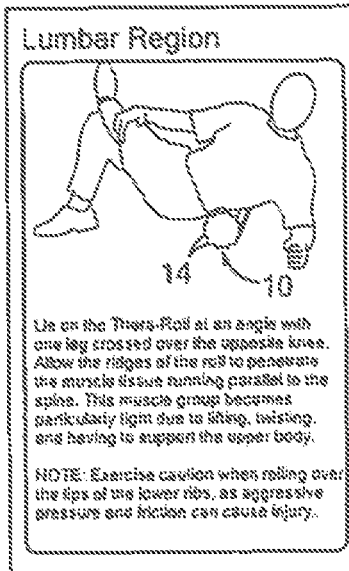 Lumbar Region
14
10
Lie on the Thera-Roll at an angle with
one leg crossed over the opposite knee.
Allow the ridges of the roll to penetrate
the muscle tissue running parallel to the
spine. This muscle group becomes
particularly tight due to lifting, twisting,
and having to support the upper body.
NOTE: Exercise caution when rolling over
the tips of the lower ribs, as aggressive
pressure and friction can cause injury.